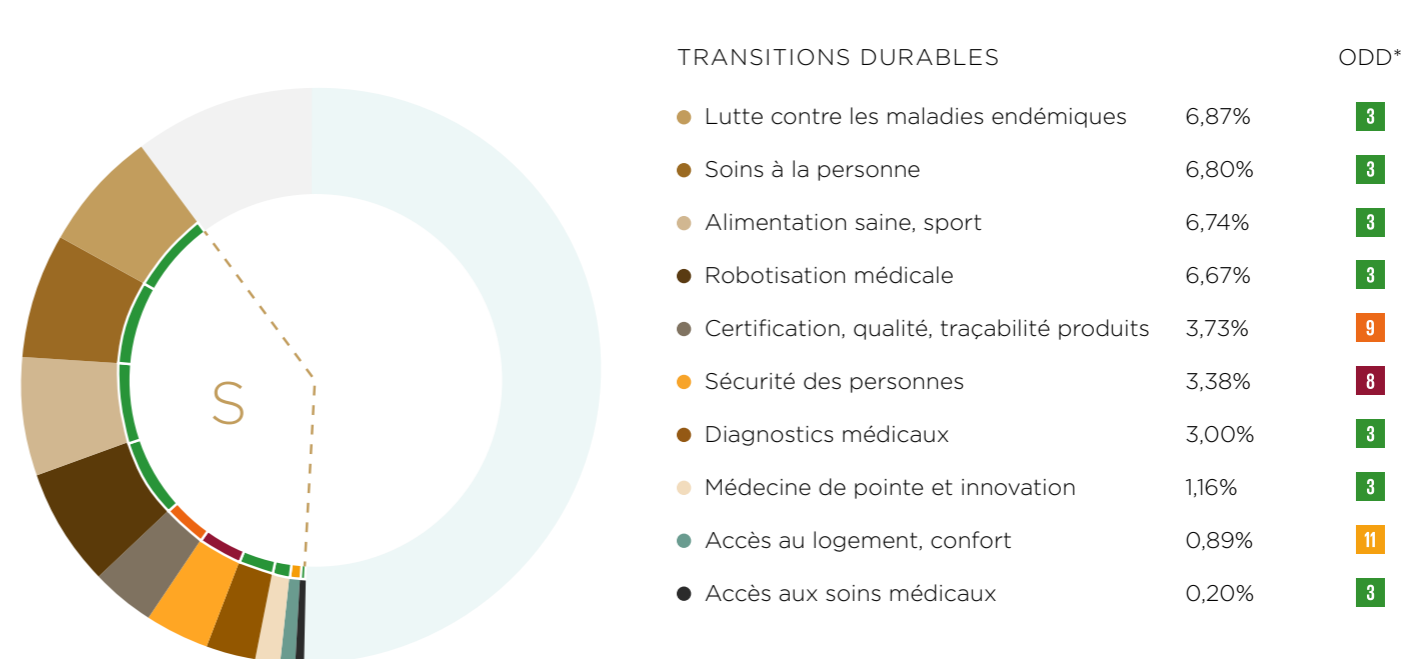 TRANSITIONS DURABLES ODD*
Lutte contre les maladies endémiques 6,87% 3
Soins à la personne 6,80% 3
Alimentation saine, sport 6,74% 3
Robotisation médicale 6,67% 3
Certification, qualité, traçabilité produits 3,73% 9
Sécurité des personnes 3,38% 8
Diagnostics médicaux 3,00% 3
Médecine de pointe et innovation 1,16% 3
Accès au logement, confort 0,89% 11
Accès aux soins médicaux 0,20% 3
S